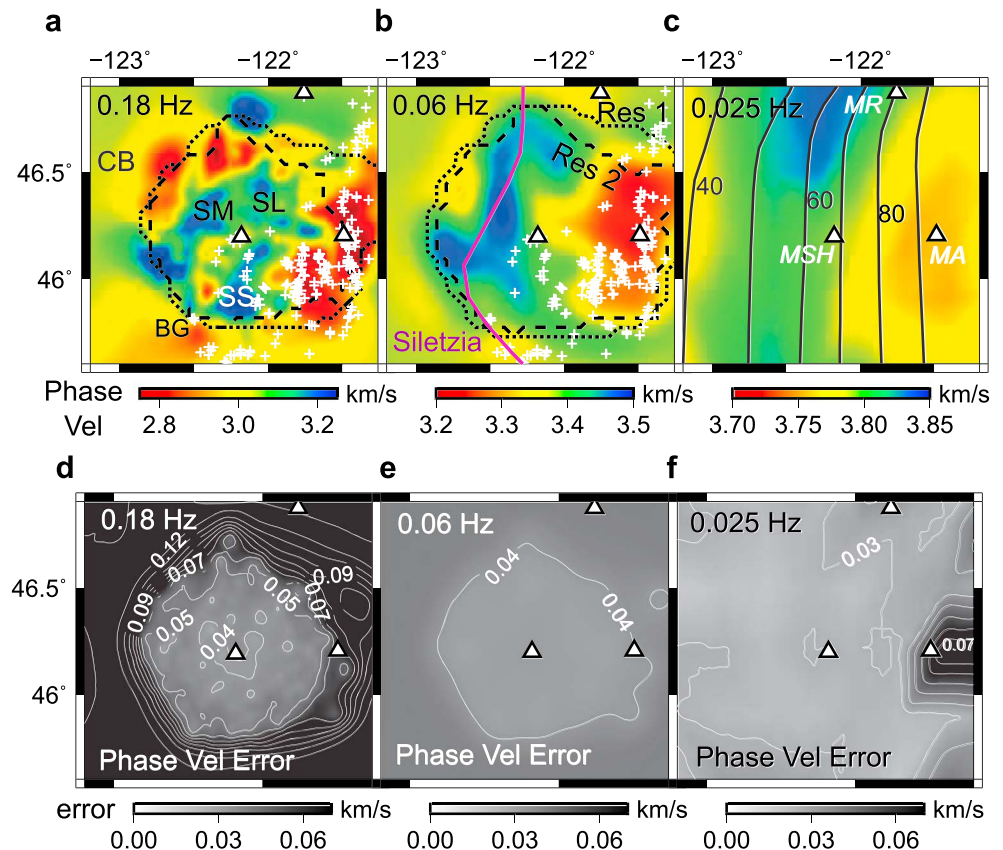 a
b
c
−123˚
−122˚
−123˚
−122˚
−123˚
−122˚
0.18 Hz
0.06 Hz
0.025 Hz
Res 1
Res 2
MR
CB
SM
SL
SS
BG
46.5˚
46˚
Siletzia
40
60
80
MSH
MA
Phase
Vel
km/s
2.8
3.0
3.2
km/s
3.2
3.3
3.4
3.5
km/s
3.70
3.77
3.80
3.85
d
e
f
0.18 Hz
0.06 Hz
0.025 Hz
0.12
0.07
0.09
0.09
0.05
0.05
0.07
0.04
0.04
0.04
0.03
0.07
46.5˚
46˚
Phase Vel Error
Phase Vel Error
Phase Vel Error
error
km/s
0.00
0.03
0.06
km/s
0.00
0.03
0.06
km/s
0.00
0.03
0.06